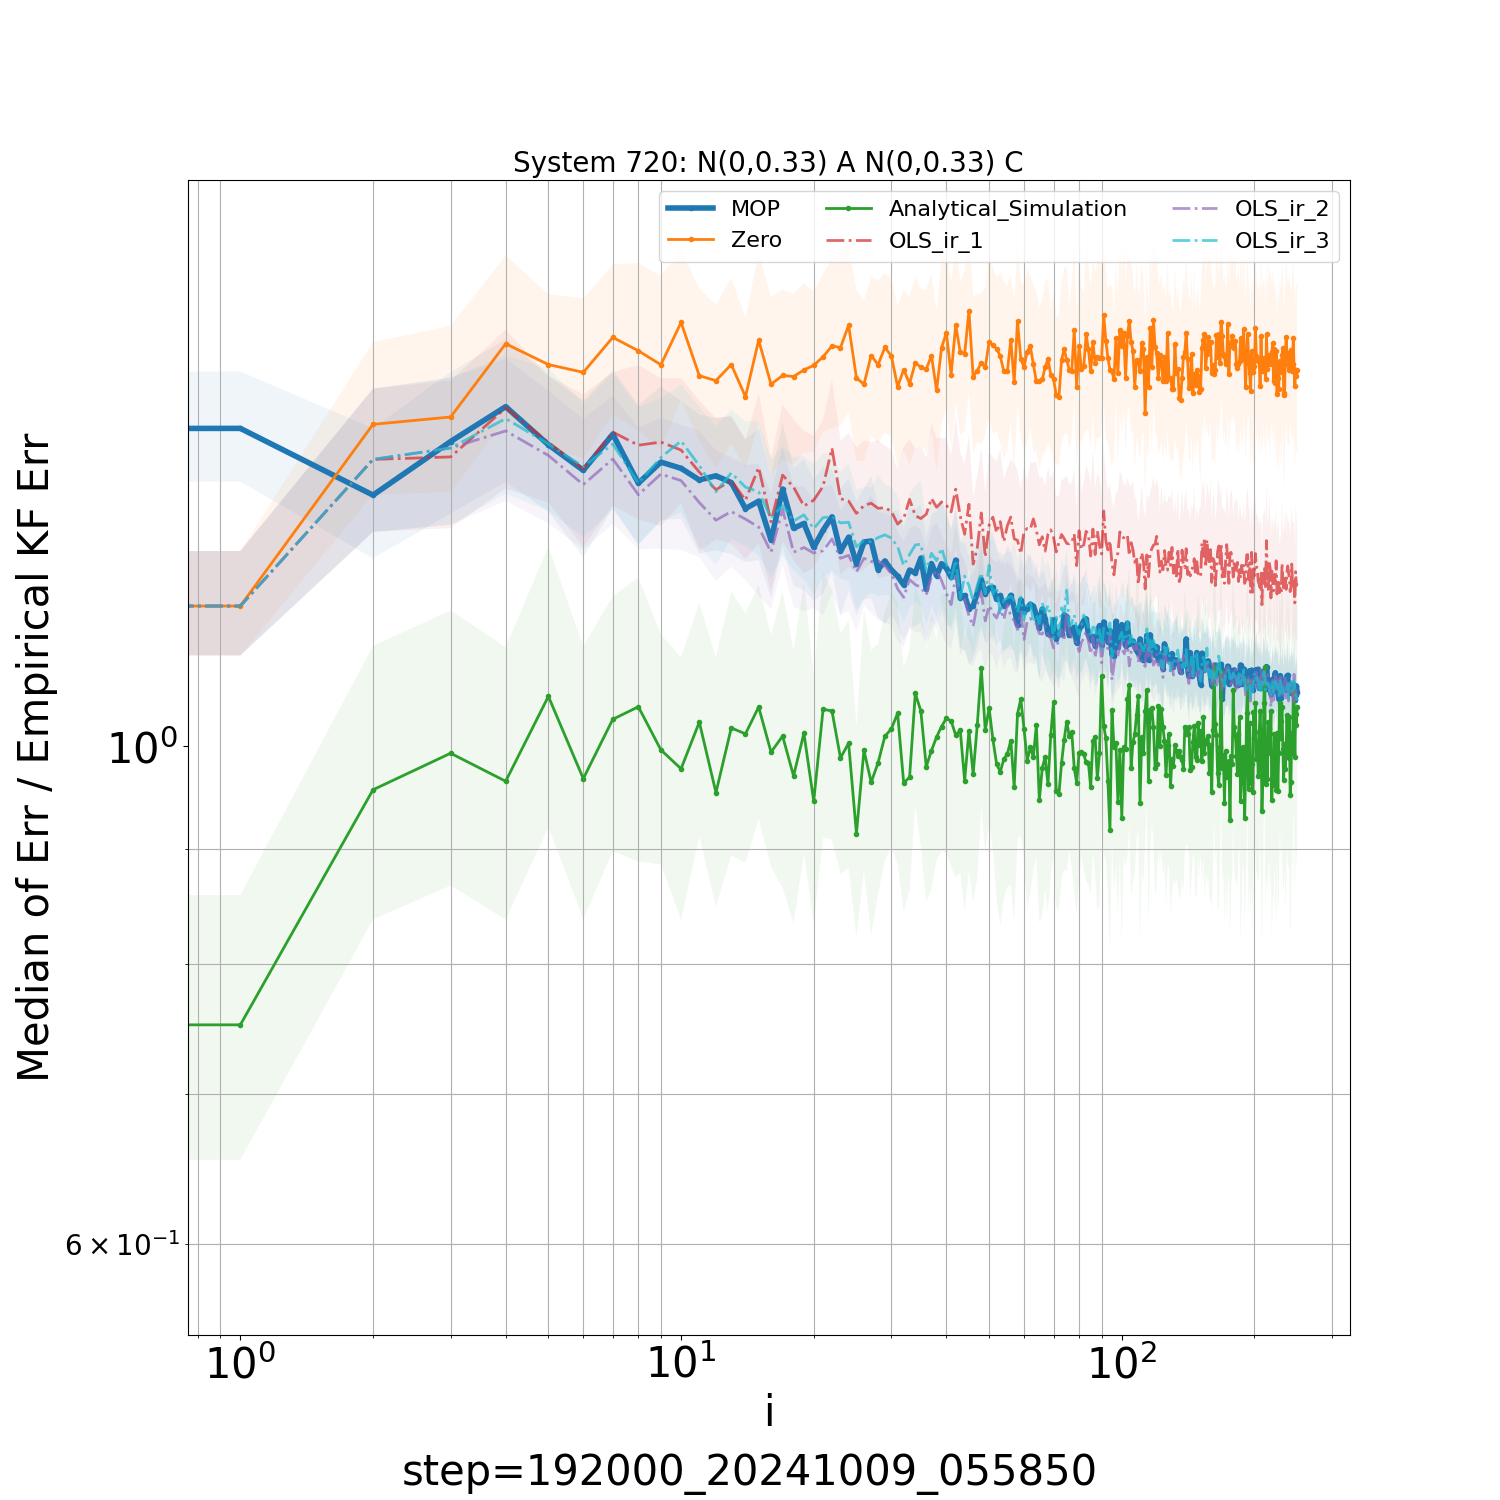 System 720: N(0,0.33) A N(0,0.33) C
MOP
Zero
Analytical_Simulation
OLS_ir_1
OLS_ir_2
OLS_ir_3
Median of Err / Empirical KF Err
10⁰
6 × 10⁻¹
10⁰
10¹
10²
i
step=192000_20241009_055850